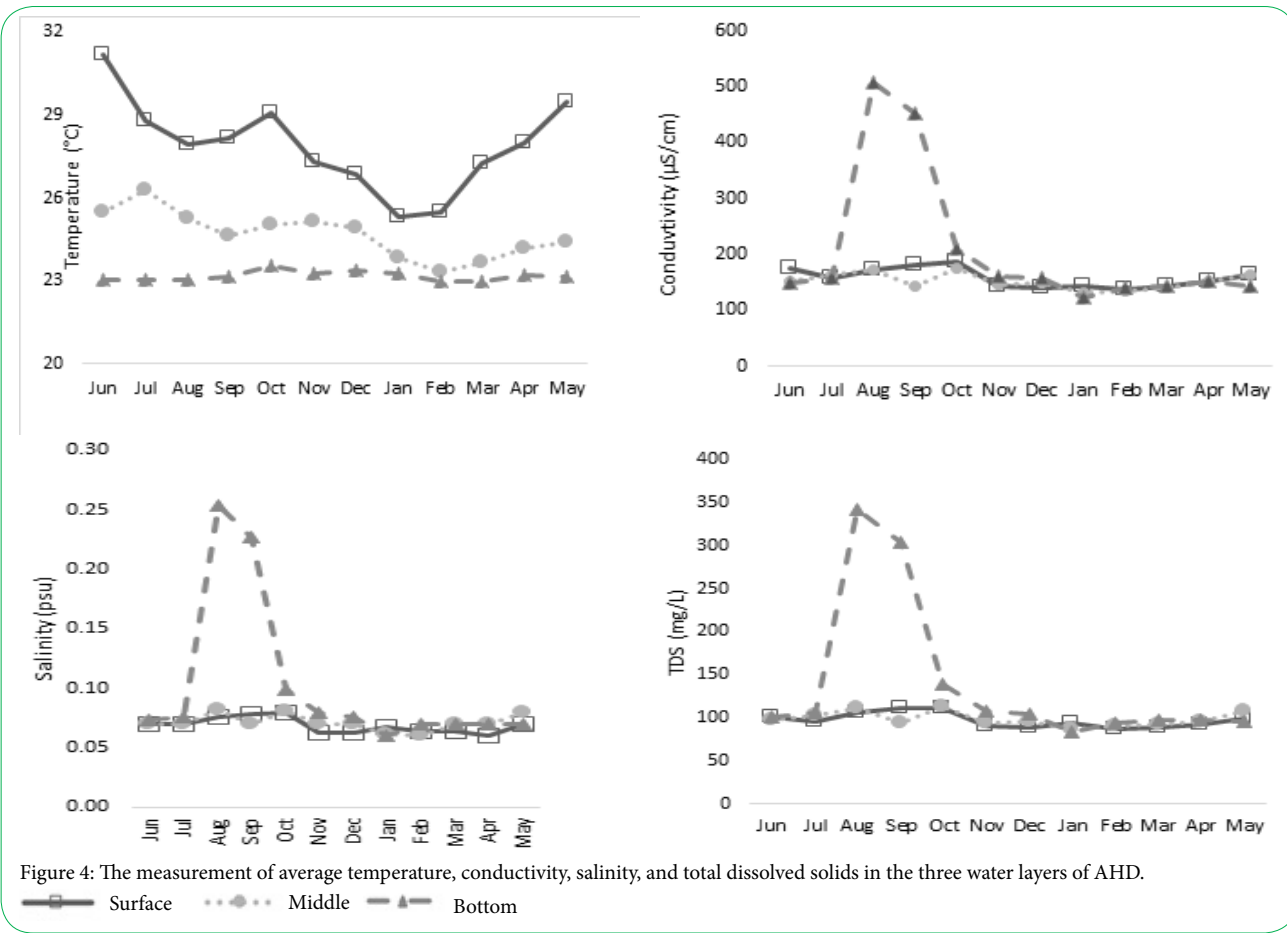 32
29
26
23
20
Temperature (°C)
Jun Jul Aug Sep Oct Nov Dec Jan Feb Mar Apr May
600
500
400
300
200
100
0
Conduvtivity (µS/cm)
Jun Jul Aug Sep Oct Nov Dec Jan Feb Mar Apr May
0.30
0.25
0.20
0.15
0.10
0.05
0.00
Salinity (psu)
Jun Jul Aug Sep Oct Nov Dec Jan Feb Mar Apr May
400
350
300
250
200
150
100
50
0
TDS (mg/L)
Jun Jul Aug Sep Oct Nov Dec Jan Feb Mar Apr May
Figure 4: The measurement of average temperature, conductivity, salinity, and total dissolved solids in the three water layers of AHD.
Surface Middle Bottom